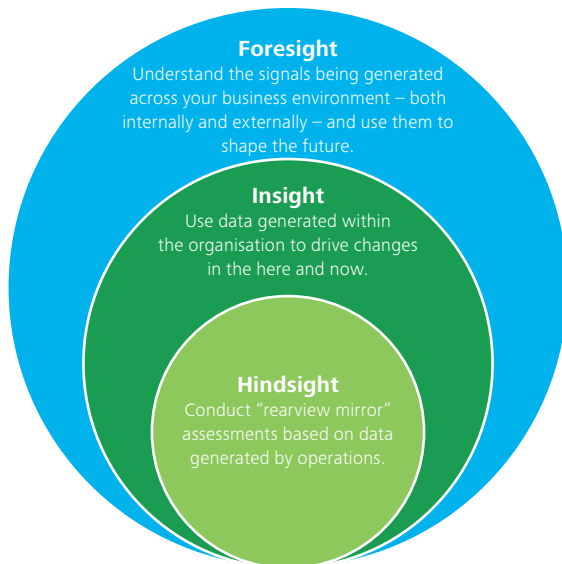 Foresight
Understand the signals being generated
across your business environment – both
internally and externally – and use them to
shape the future.
Insight
Use data generated within
the organisation to drive changes
in the here and now.
Hindsight
Conduct “rearview mirror”
assessments based on data
generated by operations.